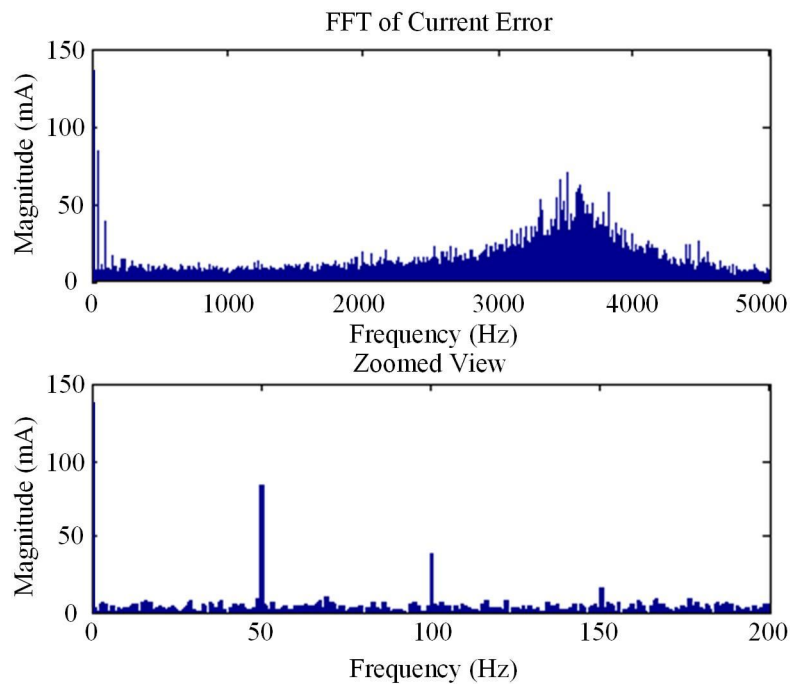 FFT of Current Error
150
100
50
0
Magnitude (mA)
0 1000 2000 3000 4000 5000
Frequency (Hz)
Zoomed View
150
100
50
0
Magnitude (mA)
0 50 100 150 200
Frequency (Hz)